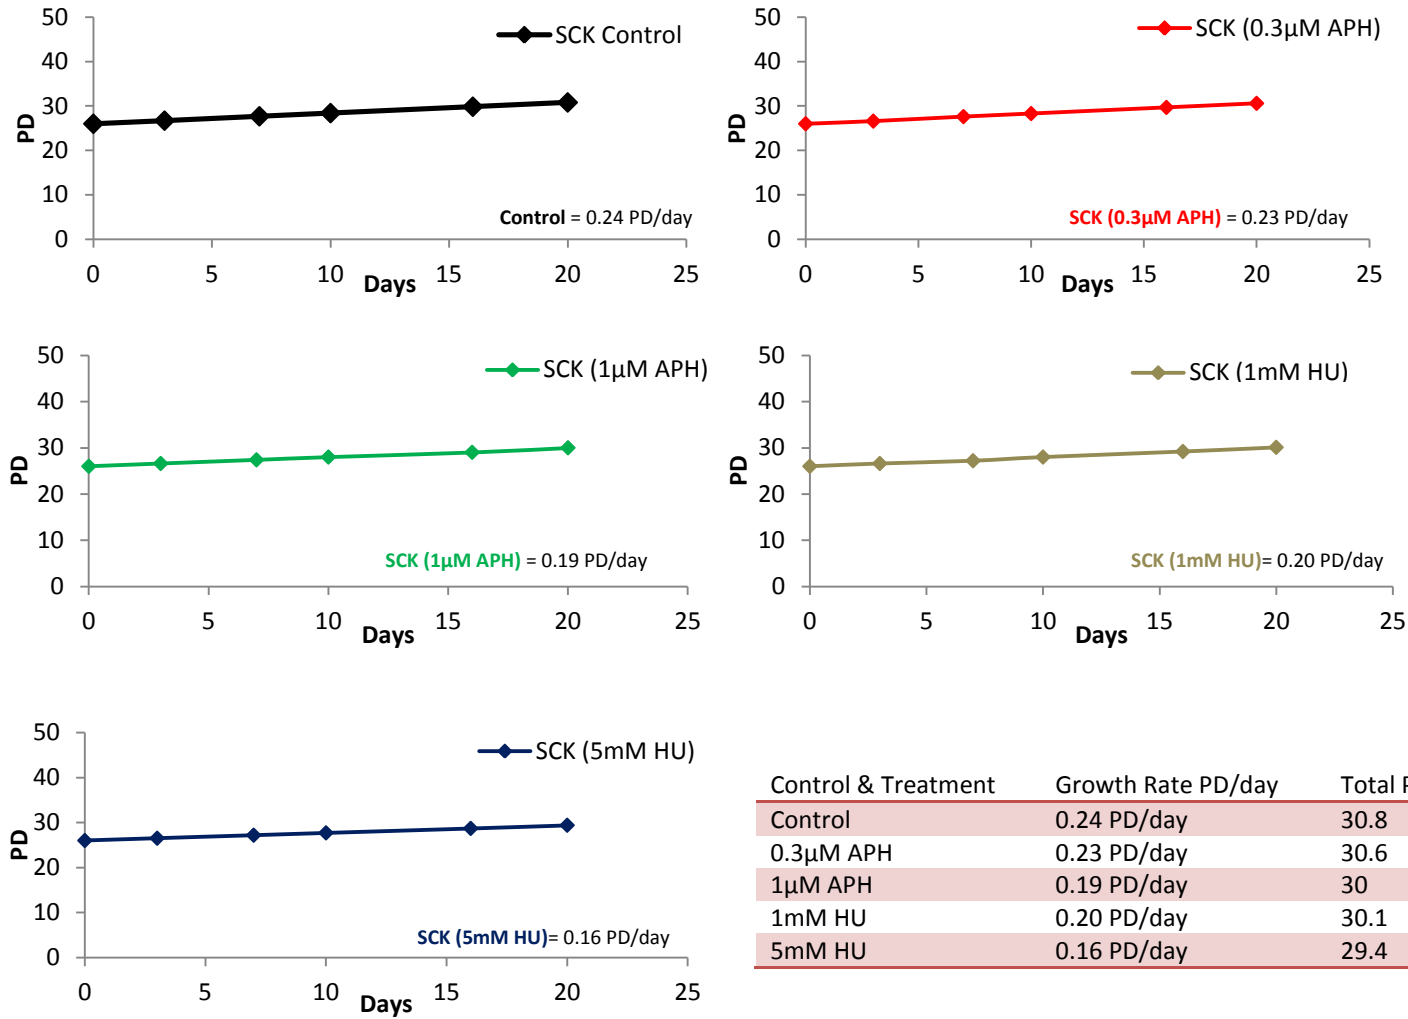 50
40
30
20
10
0
PD
SCK Control
Control = 0.24 PD/day
0 5 10 15 20 25
Days
50
40
30
20
10
0
PD
SCK (0.3µM APH)
SCK (0.3µM APH) = 0.23 PD/day
0 5 10 15 20 25
Days
50
40
30
20
10
0
PD
SCK (1µM APH)
SCK (1µM APH) = 0.19 PD/day
0 5 10 15 20 25
Days
50
40
30
20
10
0
PD
SCK (1mM HU)
SCK (1mM HU)= 0.20 PD/day
0 5 10 15 20 25
Days
50
40
30
20
10
0
PD
SCK (5mM HU)
SCK (5mM HU)= 0.16 PD/day
0 5 10 15 20 25
Days
Control & Treatment Growth Rate PD/day Total
Control 0.24 PD/day 30.8
0.3µM APH 0.23 PD/day 30.6
1µM APH 0.19 PD/day 30
1mM HU 0.20 PD/day 30.1
5mM HU 0.16 PD/day 29.4